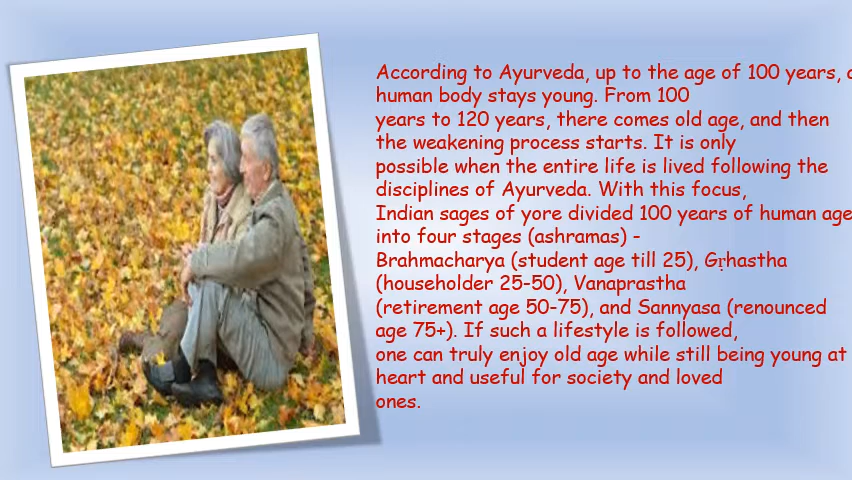 According to Ayurveda, up to the age of 100 years, a
human body stays young. From 100
years to 120 years, there comes old age, and then
the weakening process starts. It is only
possible when the entire life is lived following the
disciplines of Ayurveda. With this focus,
Indian sages of yore divided 100 years of human age
into four stages (ashramas) -
Brahmacharya (student age till 25), Gṛhastha
(householder 25-50), Vanaprastha
(retirement age 50-75), and Sannyasa (renounced
age 75+). If such a lifestyle is followed,
one can truly enjoy old age while still being young at
heart and useful for society and loved
ones.